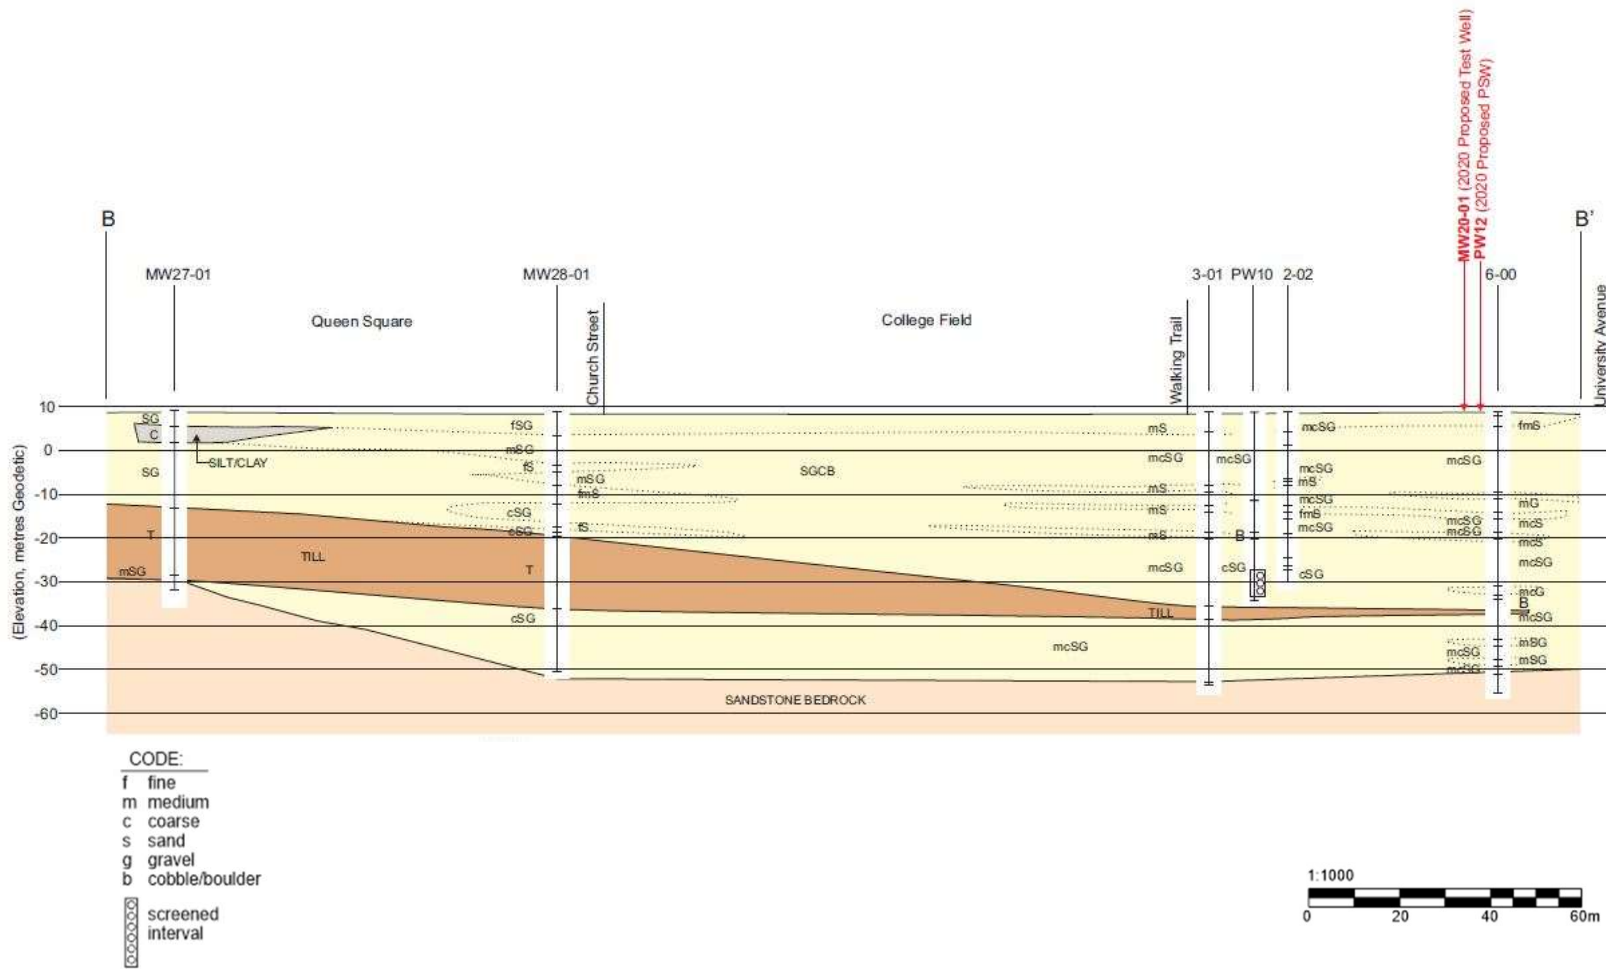 MW20-01 (2020 Proposed Test Well)
PW12 (2020 Proposed PSW)
B
B'
MW27-01
MW28-01
3-01
PW10
2-02
6-00
Queen Square
Church Street
College Field
Walking Trail
University Avenue
(Elevation, metres Geodetic)
10
0
-10
-20
-30
-40
-50
-60
SG
C
SILT/CLAY
SG
T
mSG
TILL
fSG
mSG
fS
mSG
fmS
cSG
fS
cSG
T
cSG
SGCB
mS
mcSG
mS
mS
mS
mcSG
TILL
mcSG
mcSG
B
cSG
mcSG
mcSG
mS
mcSG
fmS
mcSG
cSG
fmS
mcSG
mG
mcSG
mcS
mcSG
mcS
mcSG
mcG
B
mcSG
mSG
mcSG
mSG
SANDSTONE BEDROCK
CODE:
f fine
m medium
c coarse
s sand
g gravel
b cobble/boulder
screened
interval
1:1000
0 20 40 60m